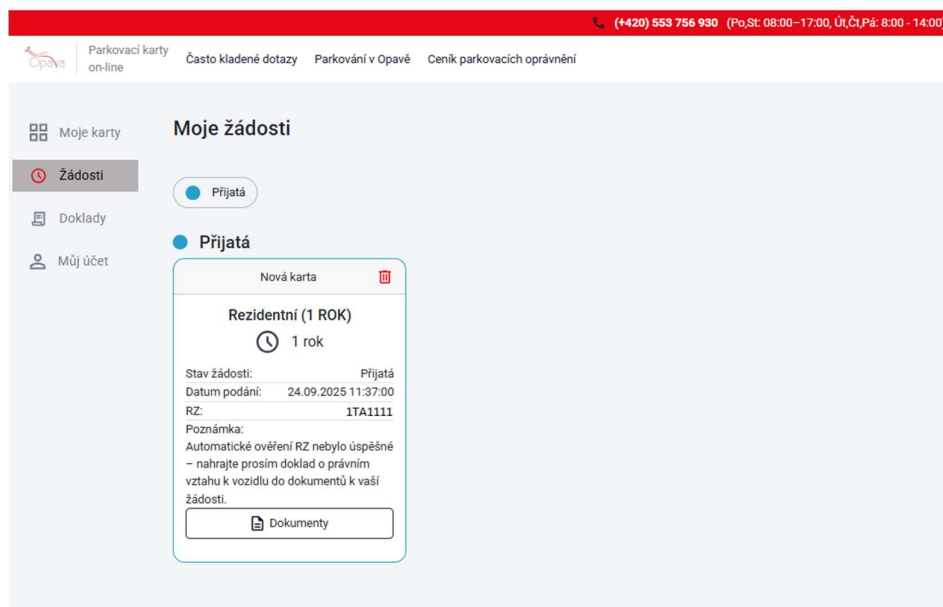 (+420) 553 756 930 (Po,St: 08:00–17:00, Út,Čt,Pá: 8:00 - 14:00)
Opava
Parkovací karty
on-line
Často kladené dotazy Parkování v Opavě Ceník parkovacích oprávnění
Moje karty
Žádosti
Doklady
Můj účet
Moje žádosti
Přijatá
Přijatá
Nová karta
Rezidentní (1 ROK)
1 rok
Stav žádosti: Přijatá
Datum podání: 24.09.2025 11:37:00
RZ: 1TA1111
Poznámka:
Automatické ověření RZ nebylo úspěšné
– nahrajte prosím doklad o právním
vztahu k vozidlu do dokumentů k vaší
žádosti.
Dokumenty